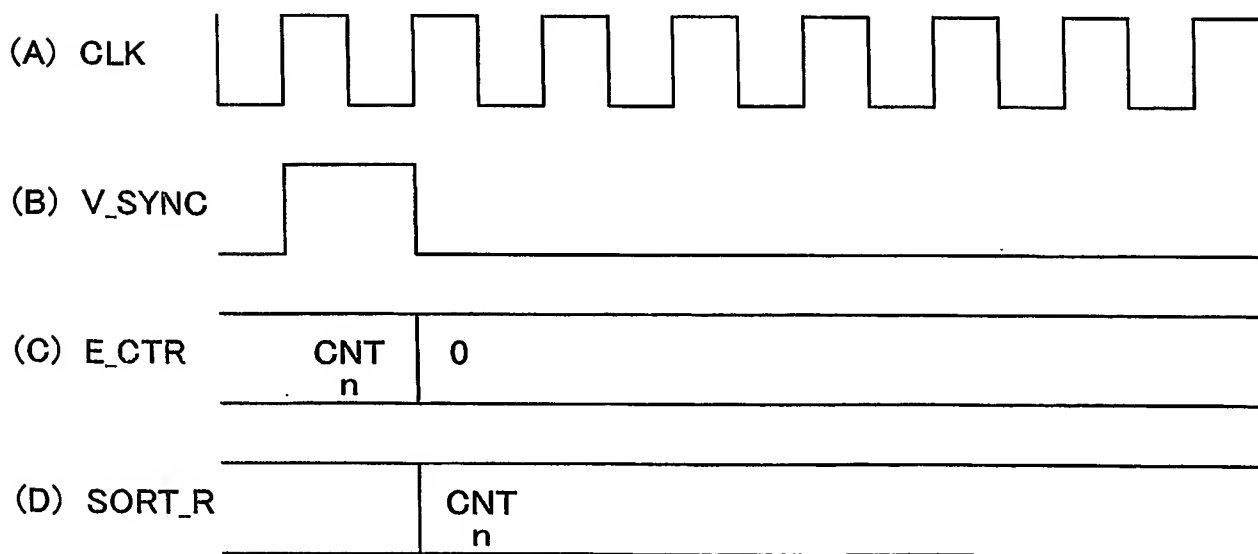 (A) CLK
(B) V_SYNC
(C) E_CTR
CNT
n
0
(D) SORT_R
CNT
n